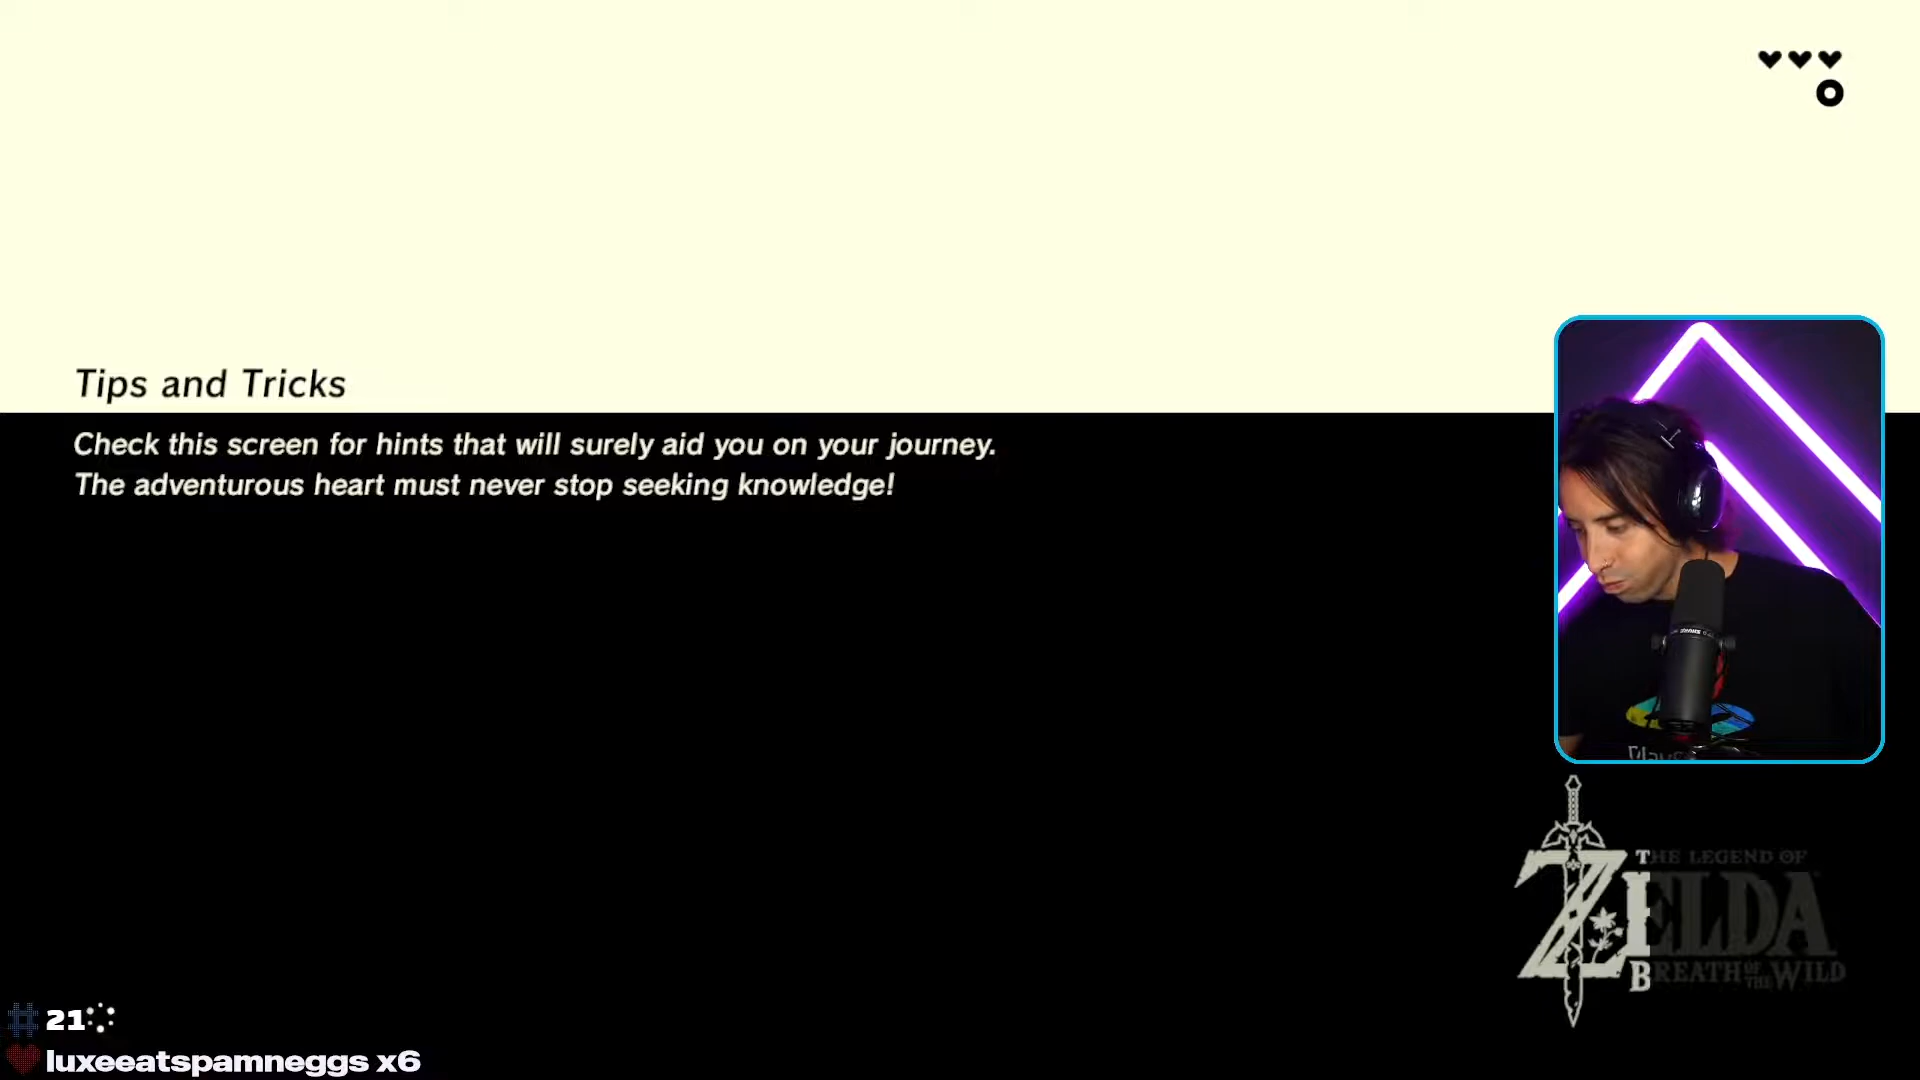 Tips and Tricks
Check this screen for hints that will surely aid you on your journey.
The adventurous heart must never stop seeking knowledge!
SHURE
THE LEGEND OF
ZELDA
BREATH OF THE WILD
# 21
luxeeatspamneggs x6